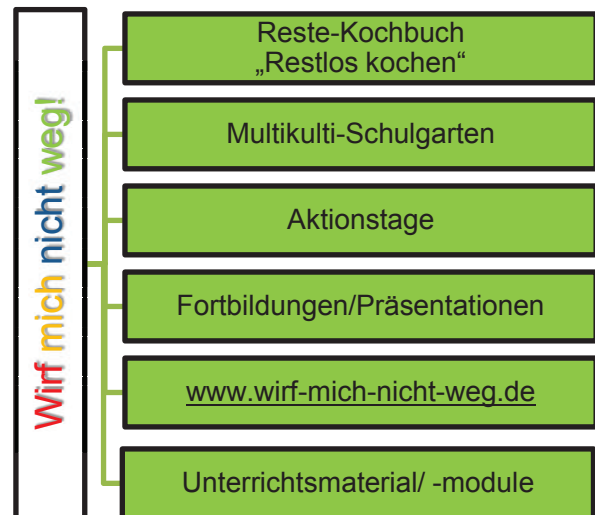 Wirf mich nicht weg!
Reste-Kochbuch
„Restlos kochen“
Multikulti-Schulgarten
Aktionstage
Fortbildungen/Präsentationen
www.wirf-mich-nicht-weg.de
Unterrichtsmaterial/ -module